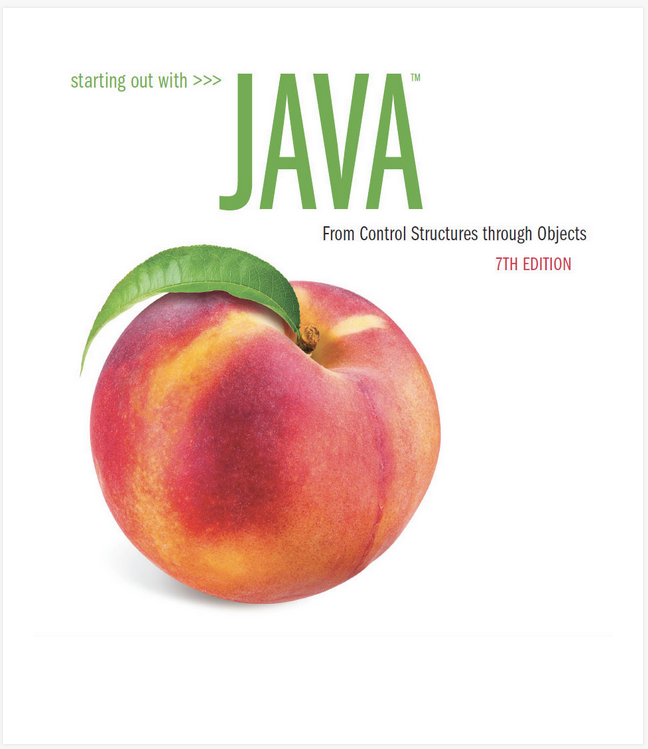 starting out with >>>
JAVA™
From Control Structures through Objects
7TH EDITION